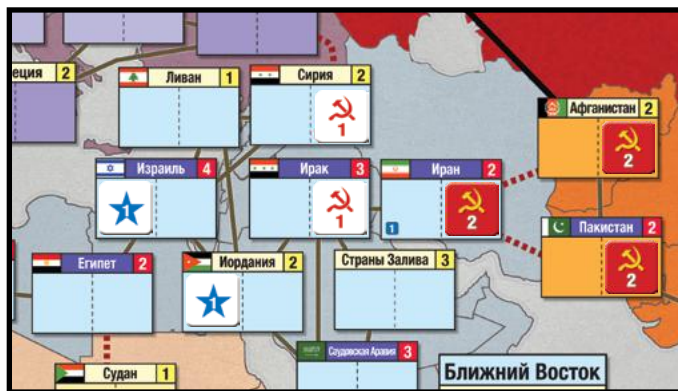 еция 2
Ливан 1
Сирия 2
1
Афганистан 2
2
Израиль 4
1
Ирак 3
1
Иран 2
1
2
Пакистан 2
2
Египет 2
Иордания 2
1
Страны Залива 3
Судан 1
Саудовская Аравия 3
Ближний Восток